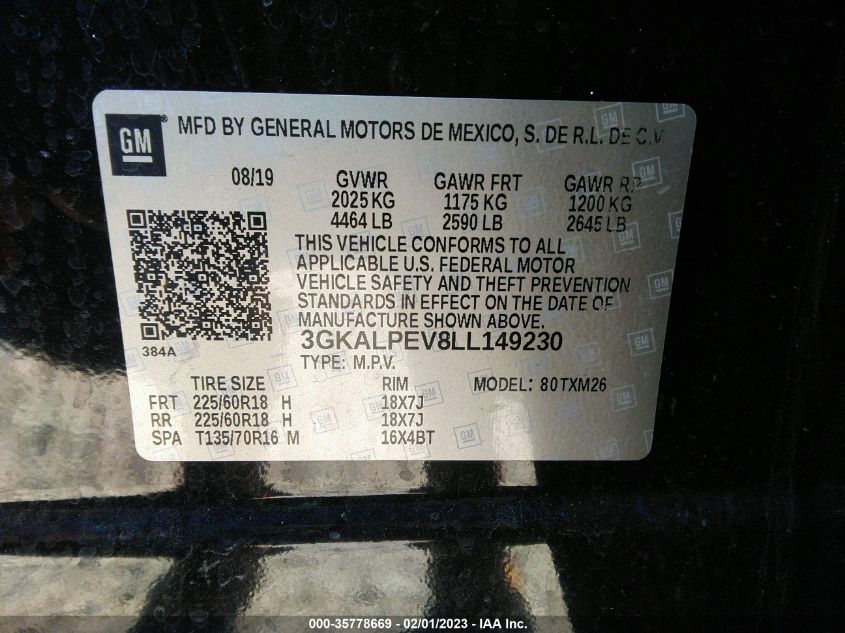 GM MFD BY GENERAL MOTORS DE MEXICO, S. DE R.L. DE C.V
08/19 GVWR GAWR FRT GAWR RR
2025 KG 1175 KG 1200 KG
4464 LB 2590 LB 2645 LB
THIS VEHICLE CONFORMS TO ALL
APPLICABLE U.S. FEDERAL MOTOR
VEHICLE SAFETY AND THEFT PREVENTION
STANDARDS IN EFFECT ON THE DATE OF
MANUFACTURE SHOWN ABOVE.
384A 3GKALPEV8LL149230
TYPE: M.P.V.
TIRE SIZE RIM MODEL: 80TXM26
FRT 225/60R18 H 18X7J
RR 225/60R18 H 18X7J
SPA T135/70R16 M 16X4BT
000-35778669 - 02/01/2023 - IAA Inc.